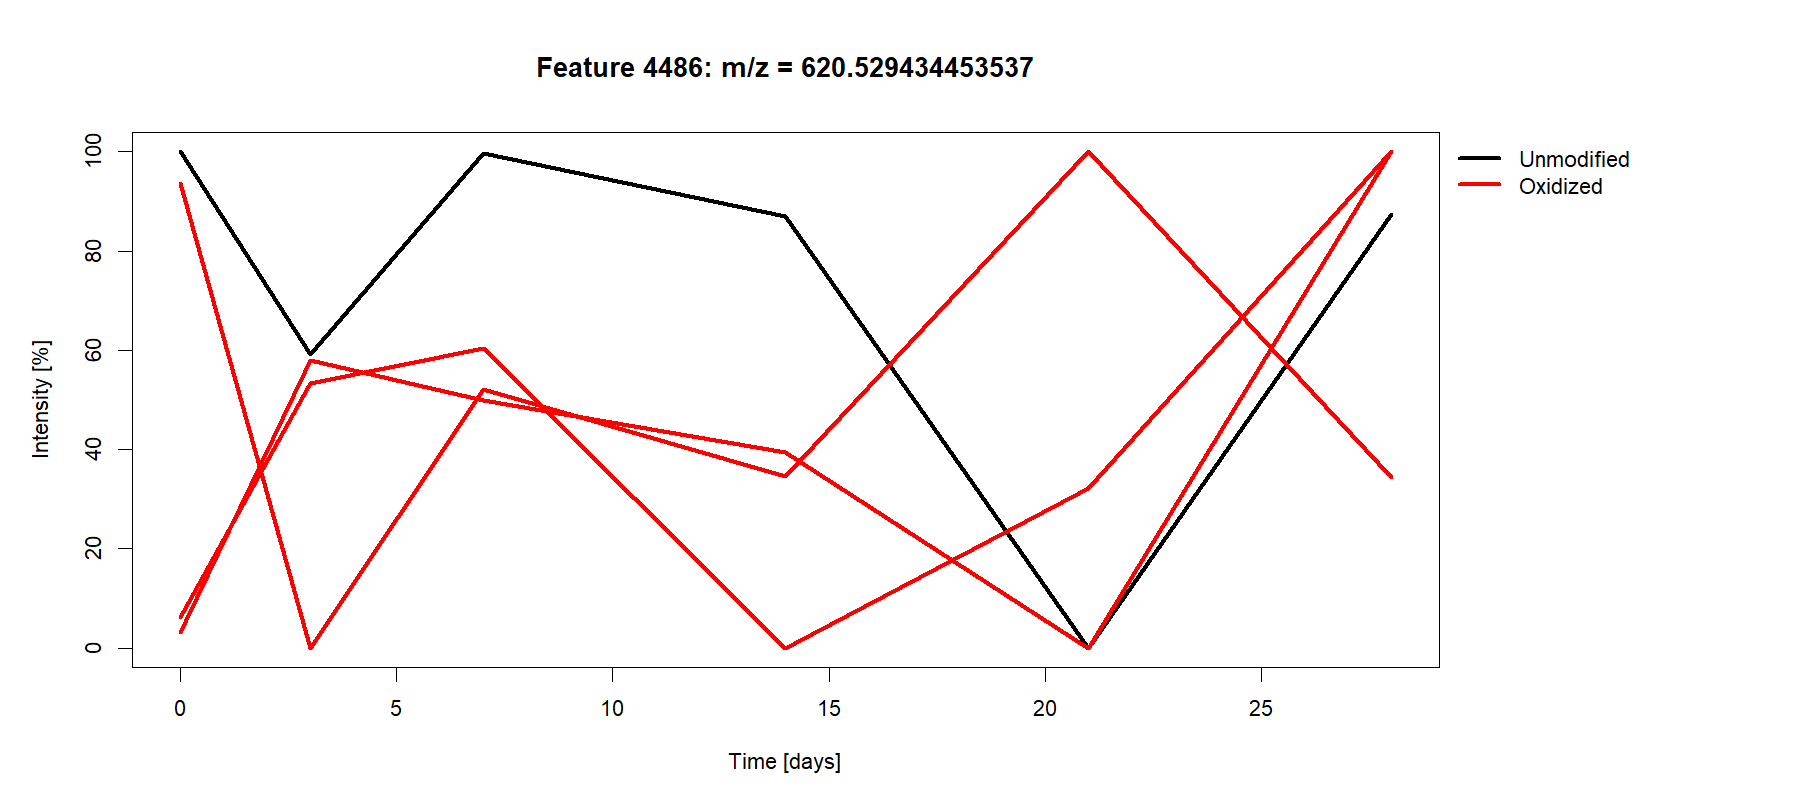 Feature 4486: m/z = 620.529434453537
Unmodified
Oxidized
Intensity [%]
100
80
60
40
20
0
0 5 10 15 20 25
Time [days]